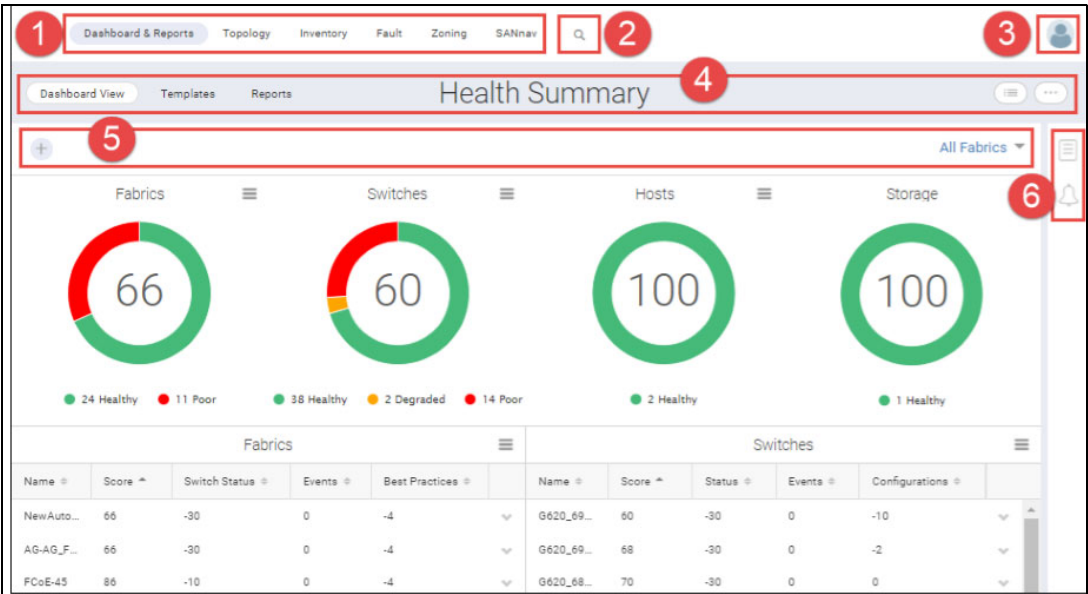 1 Dashboard & Reports Topology Inventory Fault Zoning SANnav 2 3
Dashboard View Templates Reports Health Summary 4
5 All Fabrics
6
Fabrics Switches Hosts Storage
66 60 100 100
24 Healthy 11 Poor 38 Healthy 2 Degraded 14 Poor 2 Healthy 1 Healthy
Fabrics Switches
Name Score Switch Status Events Best Practices Name Score Status Events Configurations
NewAuto... 66 -30 0 -4 G620_69... 60 -30 0 -10
AG-AG_F... 66 -30 0 -4 G620_69... 68 -30 0 -2
FCoE-45 86 -10 0 -4 G620_68... 70 -30 0 0